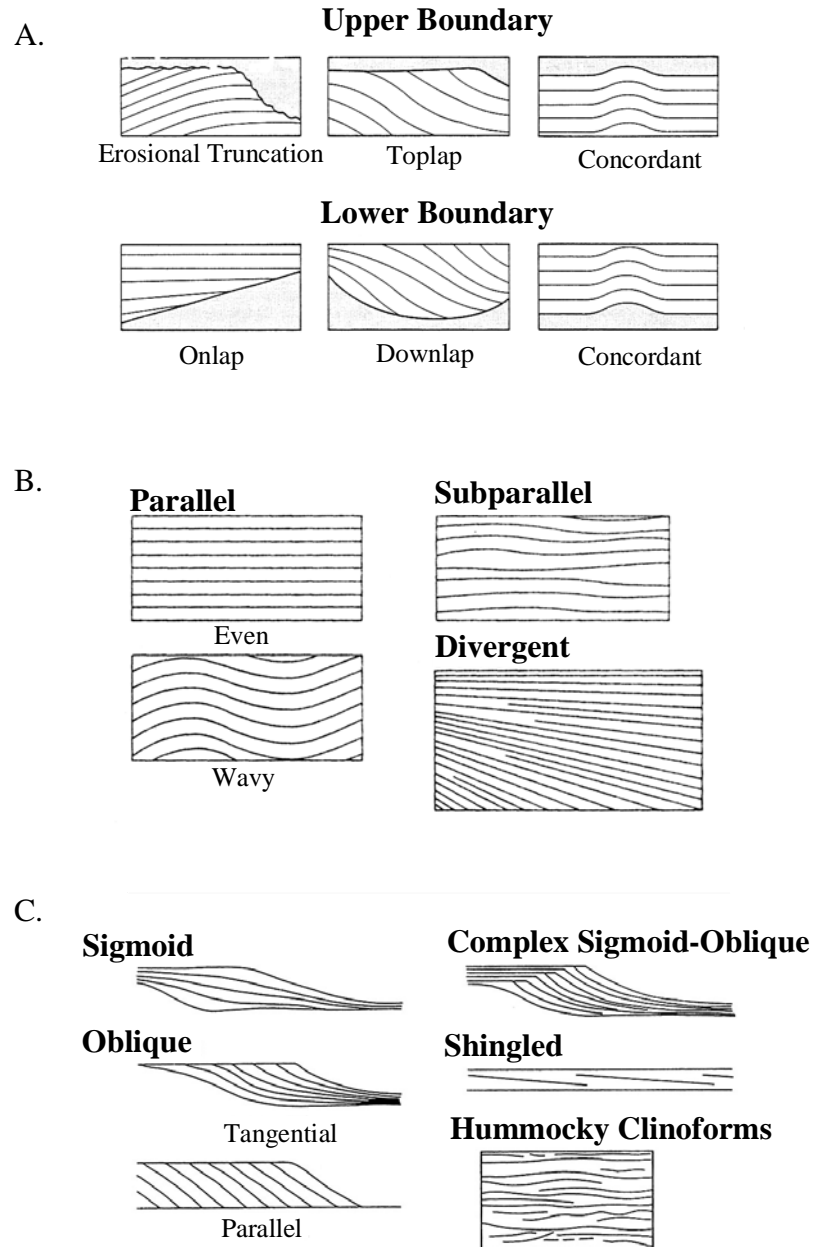 A.
Upper Boundary
Erosional Truncation
Toplap
Concordant
Lower Boundary
Onlap
Downlap
Concordant
B.
Parallel
Subparallel
Even
Divergent
Wavy
C.
Sigmoid
Complex Sigmoid-Oblique
Oblique
Shingled
Tangential
Hummocky Clinoforms
Parallel